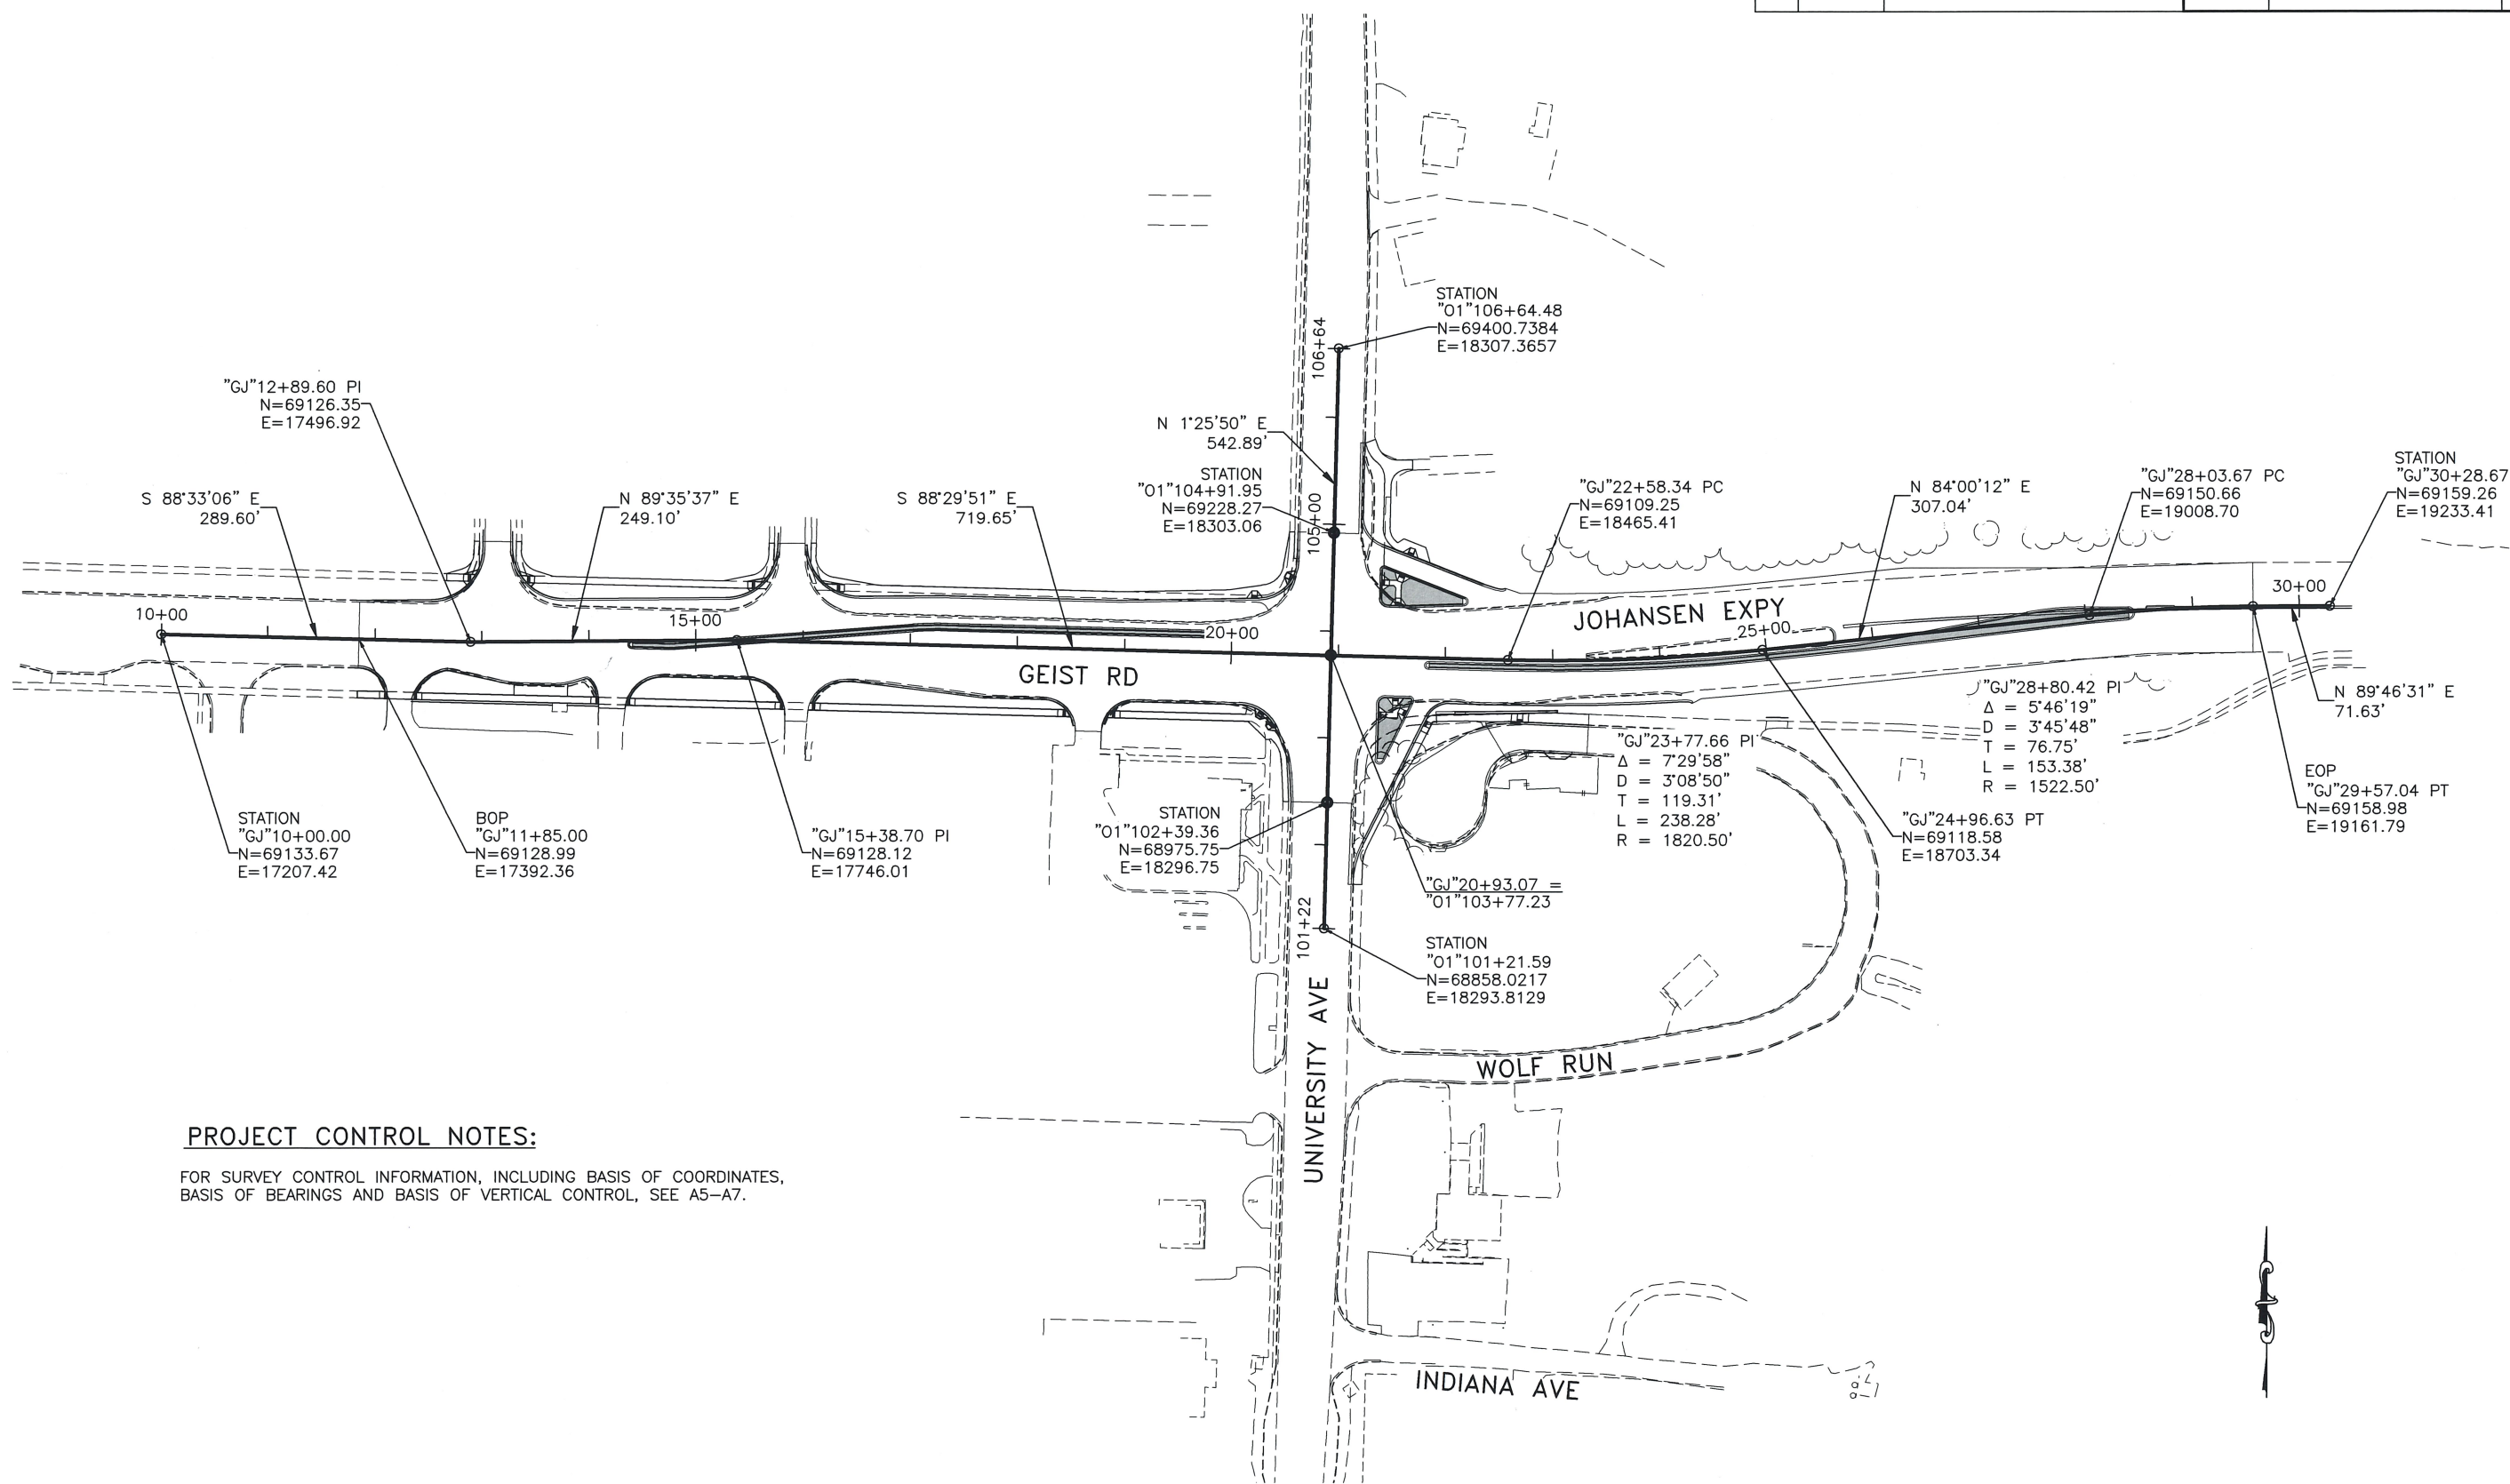 STATION
"O1"106+64.48
N=69400.7384
E=18307.3657
106+64
"GJ"12+89.60 PI
N=69126.35
E=17496.92
N 1°25'50" E
542.89'
STATION
"O1"104+91.95
N=69228.27
E=18303.06
105+00
S 88°33'06" E
289.60'
N 89°35'37" E
249.10'
S 88°29'51" E
719.65'
"GJ"22+58.34 PC
N=69109.25
E=18465.41
N 84°00'12" E
307.04'
"GJ"28+03.67 PC
N=69150.66
E=19008.70
STATION
"GJ"30+28.67
N=69159.26
E=19233.41
10+00
15+00
20+00
25+00
30+00
JOHANSEN EXPY
GEIST RD
"GJ"28+80.42 PI
Δ = 5°46'19"
D = 3°45'48"
T = 76.75'
L = 153.38'
R = 1522.50'
N 89°46'31" E
71.63'
"GJ"23+77.66 PI
Δ = 7°29'58"
D = 3°08'50"
T = 119.31'
L = 238.28'
R = 1820.50'
EOP
"GJ"29+57.04 PT
N=69158.98
E=19161.79
STATION
"GJ"10+00.00
N=69133.67
E=17207.42
BOP
"GJ"11+85.00
N=69128.99
E=17392.36
"GJ"15+38.70 PI
N=69128.12
E=17746.01
STATION
"O1"102+39.36
N=68975.75
E=18296.75
"GJ"24+96.63 PT
N=69118.58
E=18703.34
"GJ"20+93.07 =
"O1"103+77.23
101+22
STATION
"O1"101+21.59
N=68858.0217
E=18293.8129
UNIVERSITY AVE
WOLF RUN
PROJECT CONTROL NOTES:
FOR SURVEY CONTROL INFORMATION, INCLUDING BASIS OF COORDINATES,
BASIS OF BEARINGS AND BASIS OF VERTICAL CONTROL, SEE A5-A7.
INDIANA AVE